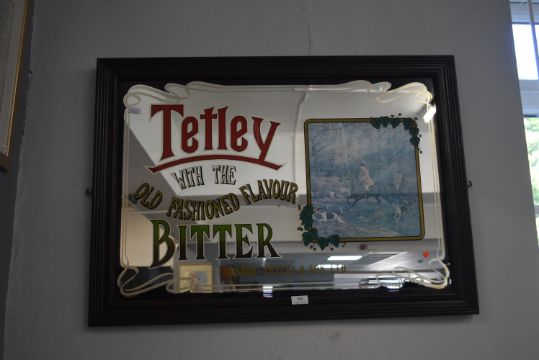 Tetley
WITH THE
OLD FASHIONED FLAVOUR
BITTER